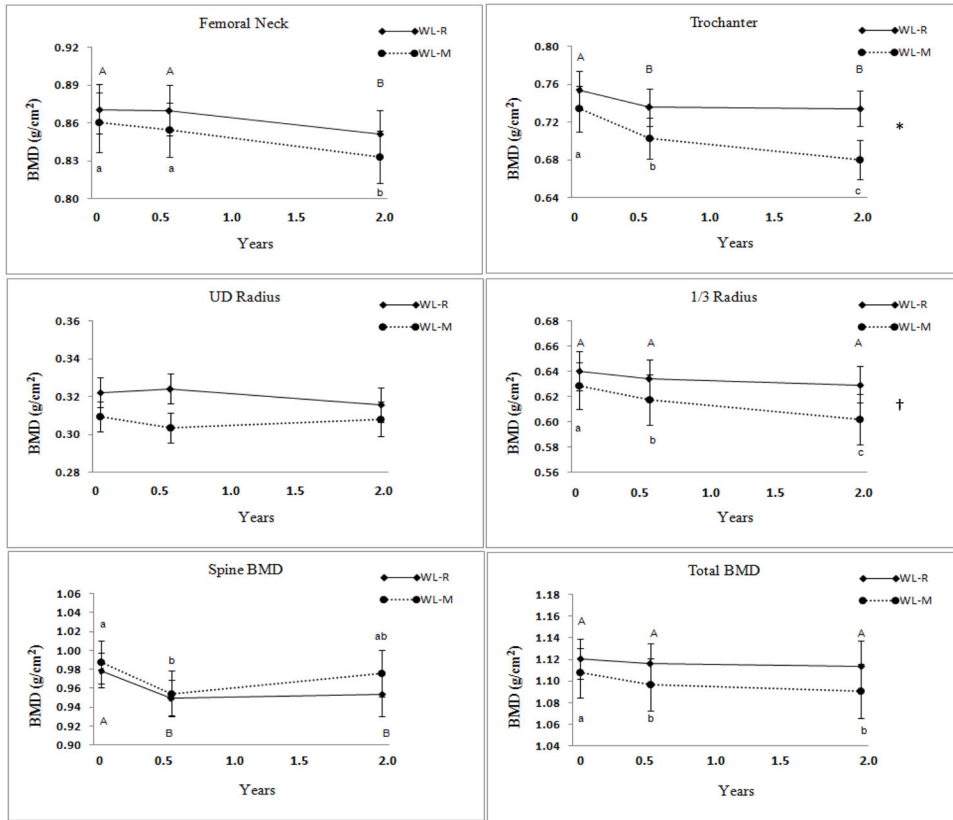 Femoral Neck
WL-R
WL-M
BMD (g/cm²)
0.92
0.89
0.86
0.83
0.80
A
A
B
a
a
b
0
0.5
1.0
1.5
2.0
Years
Trochanter
WL-R
WL-M
BMD (g/cm²)
0.80
0.76
0.72
0.68
0.64
A
B
B
*
a
b
c
0
0.5
1.0
1.5
2.0
Years
UD Radius
WL-R
WL-M
BMD (g/cm²)
0.36
0.34
0.32
0.30
0.28
0
0.5
1.0
1.5
2.0
Years
1/3 Radius
WL-R
WL-M
BMD (g/cm²)
0.68
0.66
0.64
0.62
0.60
0.58
0.56
A
A
A
†
a
b
c
0
0.5
1.0
1.5
2.0
Years
Spine BMD
WL-R
WL-M
BMD (g/cm²)
1.06
1.04
1.02
1.00
0.98
0.96
0.94
0.92
0.90
a
b
ab
A
B
B
0
0.5
1.0
1.5
2.0
Years
Total BMD
WL-R
WL-M
BMD (g/cm²)
1.18
1.16
1.14
1.12
1.10
1.08
1.06
1.04
A
A
A
a
b
b
0
0.5
1.0
1.5
2.0
Years